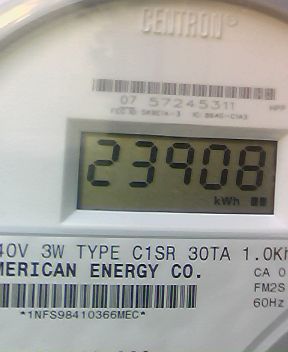 CENTRON®
07 57245311
23908
kWh
40V 3W TYPE C1SR 30TA 1.0Kh
MERICAN ENERGY CO.
CA 0
FM2S
60Hz
*1NFS98410366MEC*